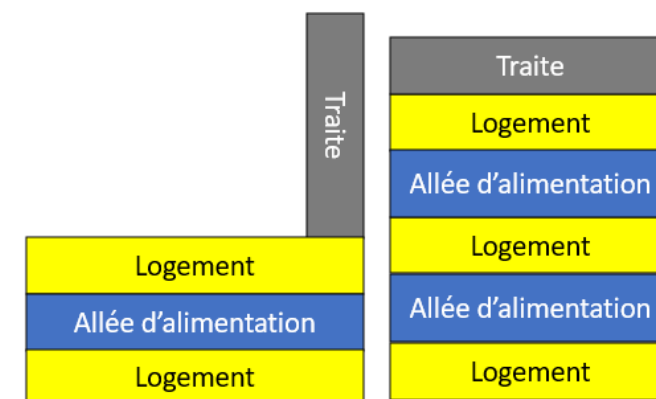 Traite
Logement
Allée d'alimentation
Logement
Traite
Logement
Allée d'alimentation
Logement
Allée d'alimentation
Logement